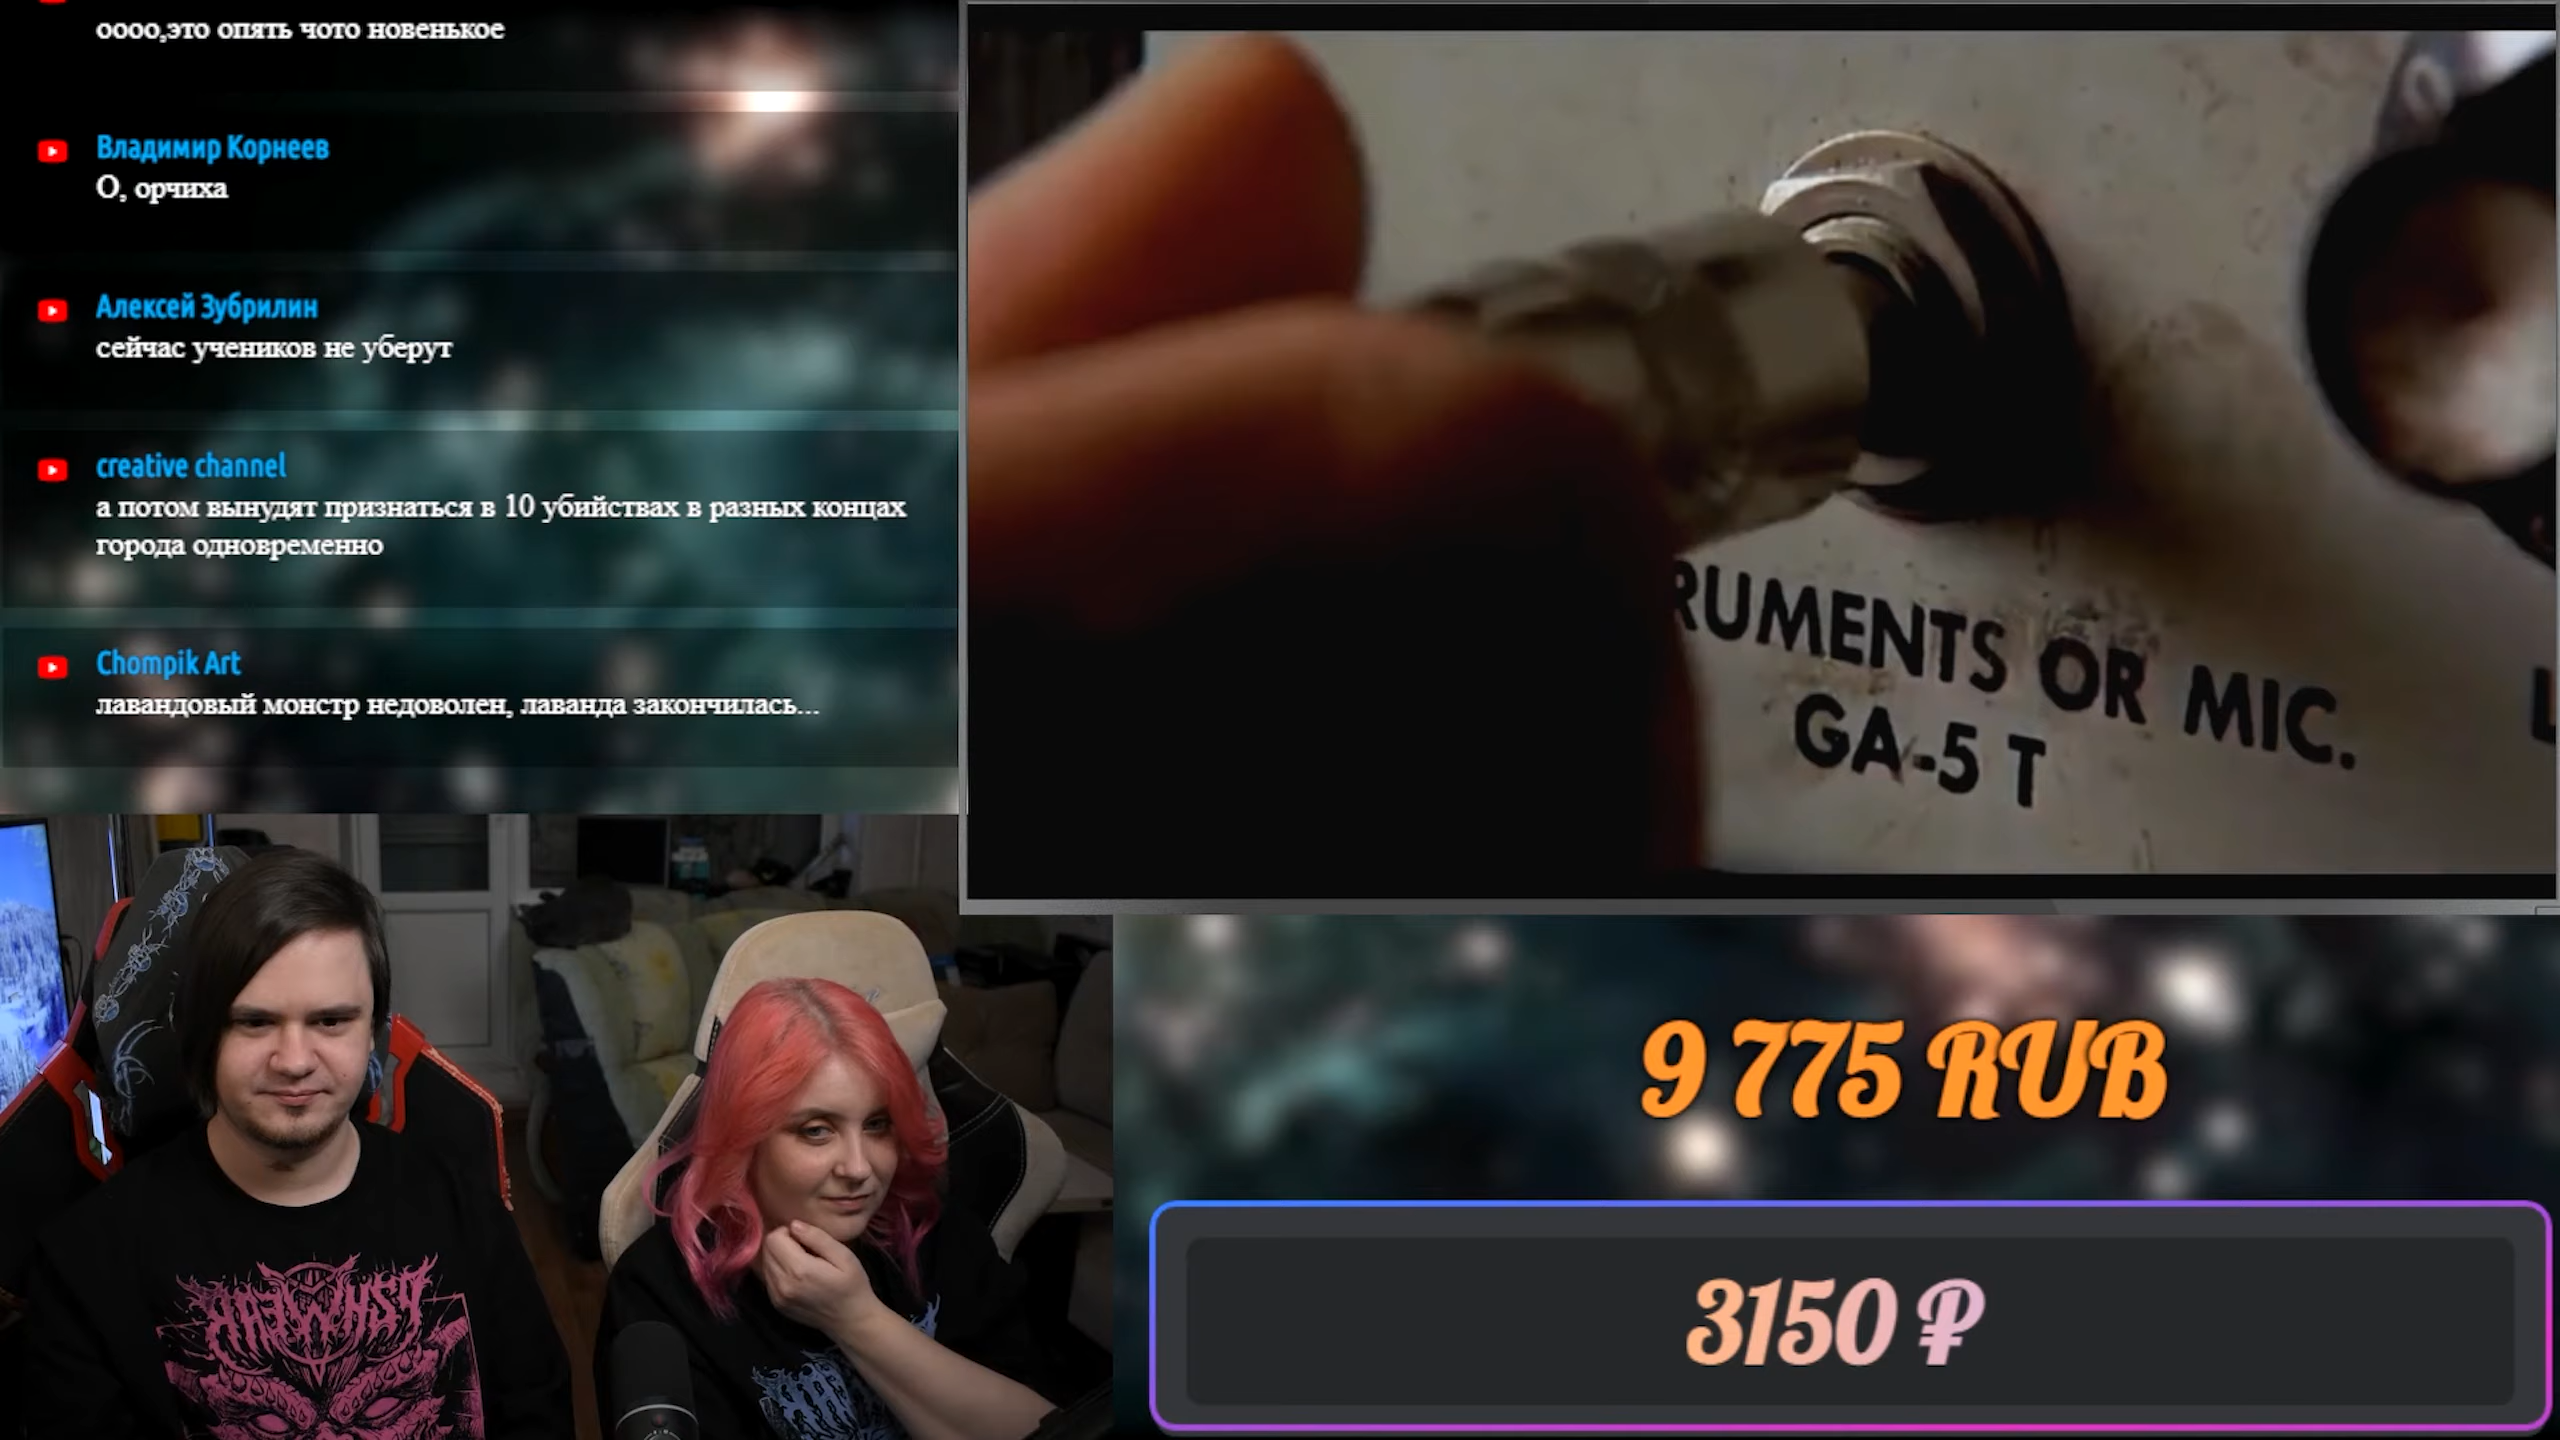 оооо,это опять чото новенькое
Владимир Корнеев
О, орчиха
Алексей Зубрилин
сейчас учеников не уберут
creative channel
а потом вынудят признаться в 10 убийствах в разных концах
города одновременно
Chompik Art
лавандовый монстр недоволен, лаванда закончилась...
RUMENTS OR MIC.
GA-5 T
9 775 RUB
3150 ₽